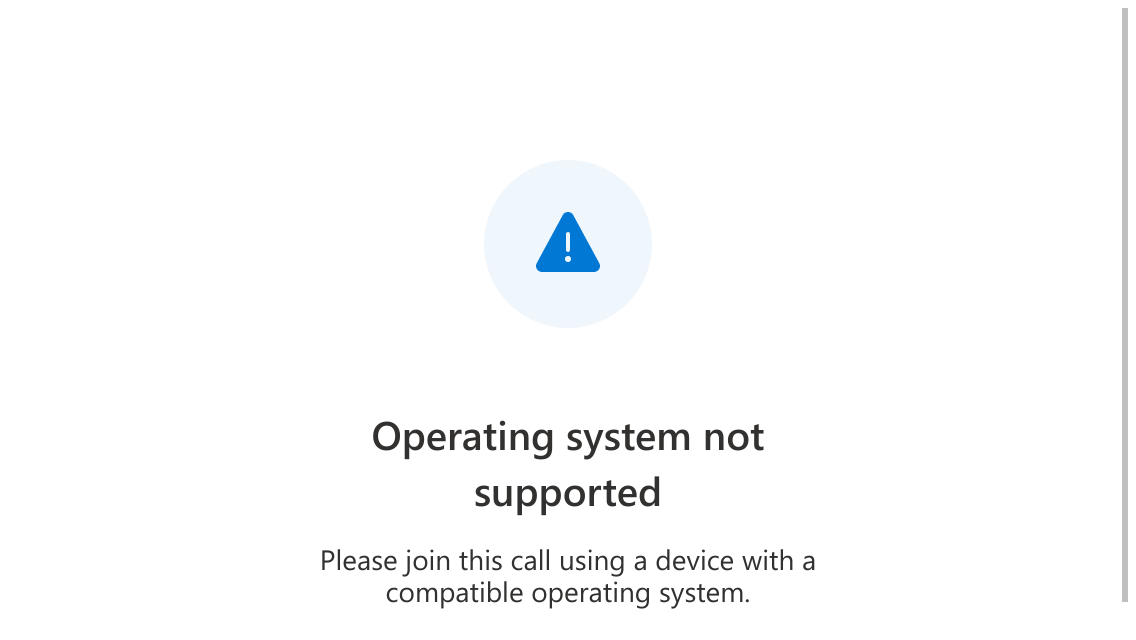 Operating system not
supported
Please join this call using a device with a
compatible operating system.